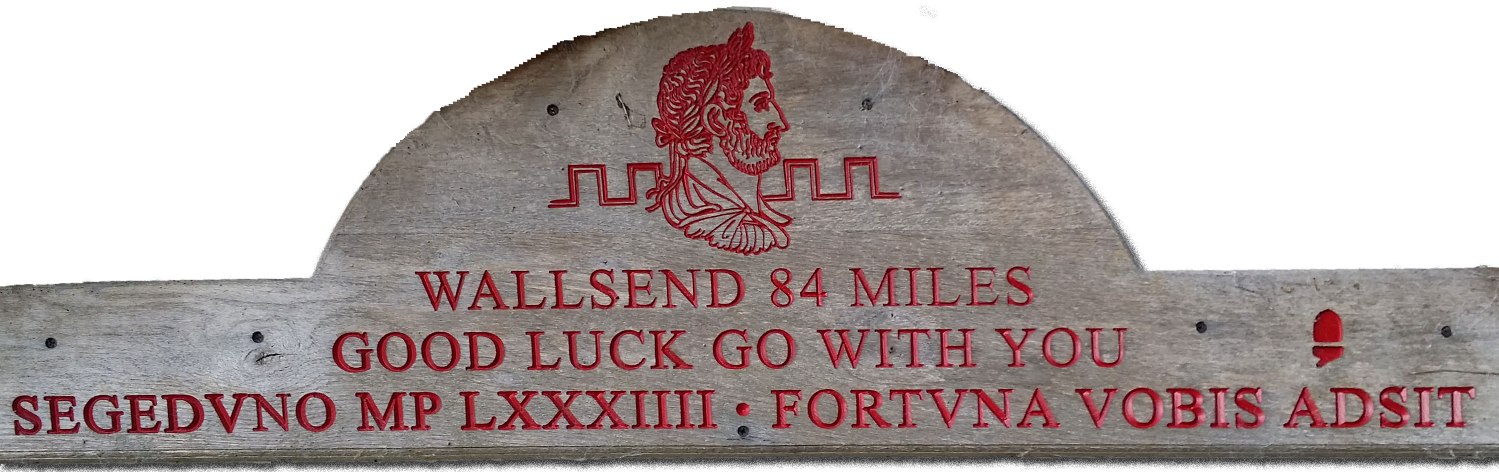 WALLSEND 84 MILES
GOOD LUCK GO WITH YOU
SEGEDVNO MP LXXXIIII • FORTVNA VOBIS ADSIT